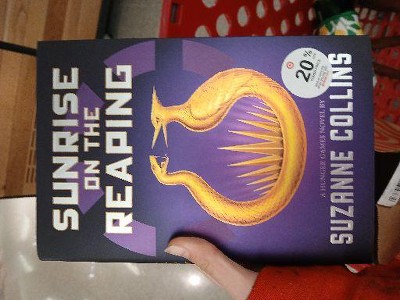 SUNRISE
ON THE
REAPING
20%
A HUNGER GAMES NOVEL BY
SUZANNE COLLINS